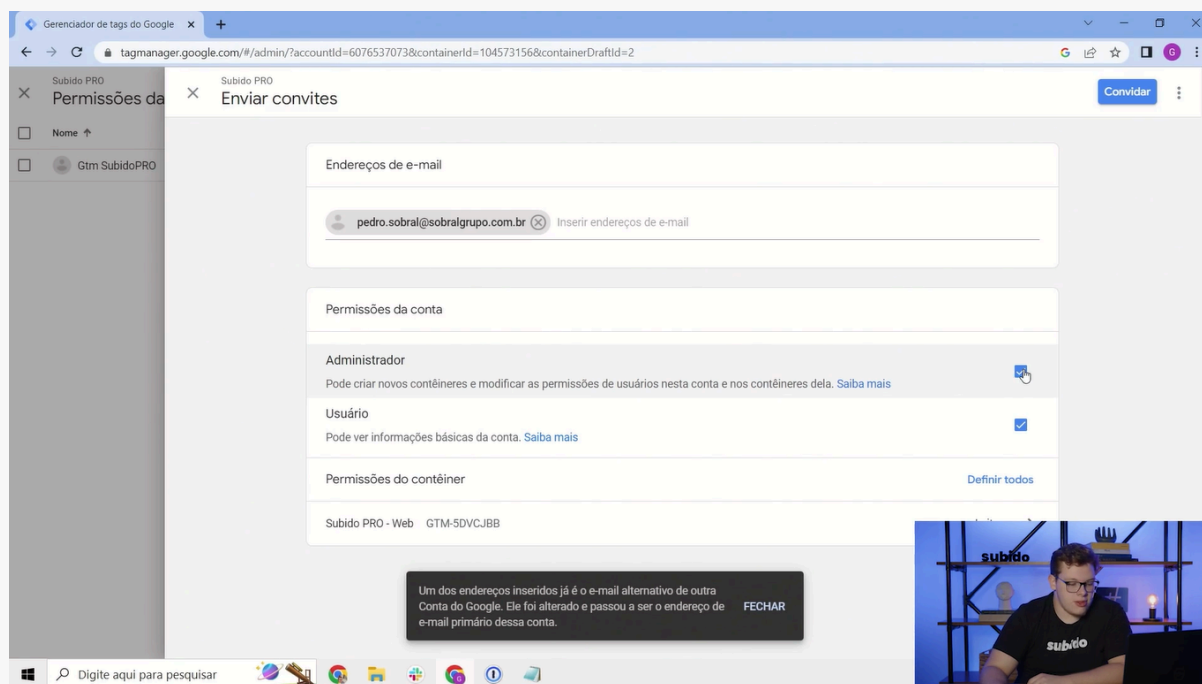 Gerenciador de tags do Google
tagmanager.google.com/#/admin/?accountId=6076537073&containerId=104573156&containerDraftId=2
G
Subido PRO
Permissões da
Nome
Gtm SubidoPRO
Subido PRO
Enviar convites
Convidar
Endereços de e-mail
pedro.sobral@sobralgrupo.com.br Inserir endereços de e-mail
Permissões da conta
Administrador
Pode criar novos contêineres e modificar as permissões de usuários nesta conta e nos contêineres dela. Saiba mais
Usuário
Pode ver informações básicas da conta. Saiba mais
Permissões do contêiner Definir todos
Subido PRO - Web GTM-5DVCJBB
Um dos endereços inseridos já é o e-mail alternativo de outra
Conta do Google. Ele foi alterado e passou a ser o endereço de
e-mail primário dessa conta.
FECHAR
subido
subido
Digite aqui para pesquisar